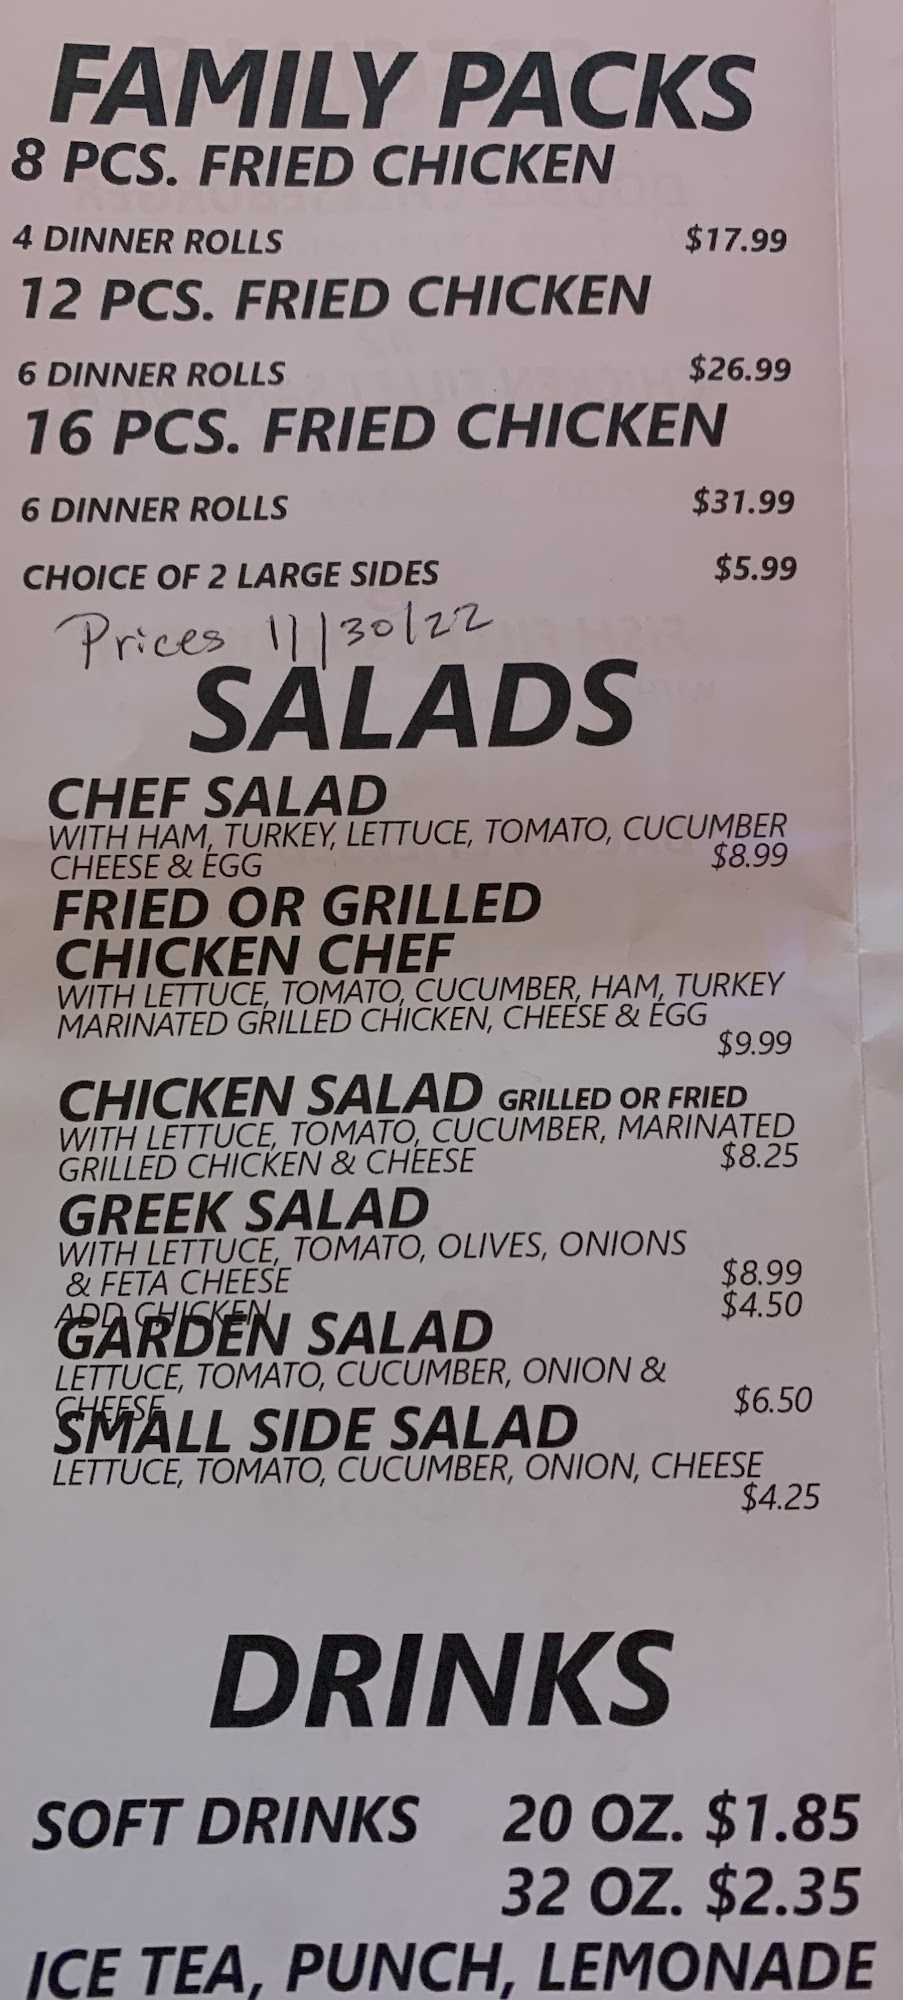 FAMILY PACKS
8 PCS. FRIED CHICKEN
4 DINNER ROLLS $17.99
12 PCS. FRIED CHICKEN
6 DINNER ROLLS $26.99
16 PCS. FRIED CHICKEN
6 DINNER ROLLS $31.99
CHOICE OF 2 LARGE SIDES $5.99
Prices 11/30/22
SALADS
CHEF SALAD
WITH HAM, TURKEY, LETTUCE, TOMATO, CUCUMBER
CHEESE & EGG $8.99
FRIED OR GRILLED
CHICKEN CHEF
WITH LETTUCE, TOMATO, CUCUMBER, HAM, TURKEY
MARINATED GRILLED CHICKEN, CHEESE & EGG
$9.99
CHICKEN SALAD GRILLED OR FRIED
WITH LETTUCE, TOMATO, CUCUMBER, MARINATED
GRILLED CHICKEN & CHEESE $8.25
GREEK SALAD
WITH LETTUCE, TOMATO, OLIVES, ONIONS
& FETA CHEESE $8.99
ADD CHICKEN $4.50
GARDEN SALAD
LETTUCE, TOMATO, CUCUMBER, ONION &
CHEESE $6.50
SMALL SIDE SALAD
LETTUCE, TOMATO, CUCUMBER, ONION, CHEESE
$4.25
DRINKS
SOFT DRINKS 20 OZ. $1.85
32 OZ. $2.35
ICE TEA, PUNCH, LEMONADE